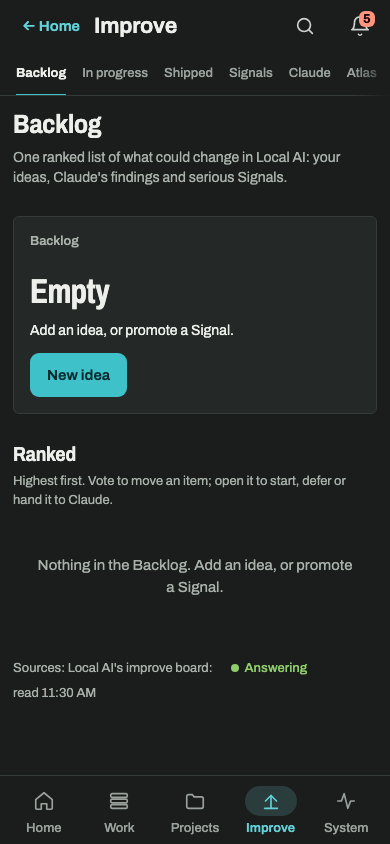 ← Home Improve 5
Backlog In progress Shipped Signals Claude Atlas
Backlog
One ranked list of what could change in Local AI: your
ideas, Claude's findings and serious Signals.
Backlog
Empty
Add an idea, or promote a Signal.
New idea
Ranked
Highest first. Vote to move an item; open it to start, defer or
hand it to Claude.
Nothing in the Backlog. Add an idea, or promote
a Signal.
Sources: Local AI's improve board: Answering
read 11:30 AM
Home Work Projects Improve System